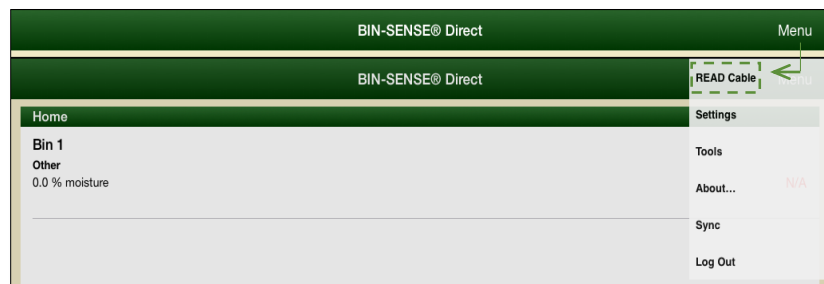 BIN-SENSE® Direct Menu
BIN-SENSE® Direct Menu
READ Cable
Home
Settings
Bin 1
Other
Tools
0.0 % moisture
N/A
About...
Sync
Log Out